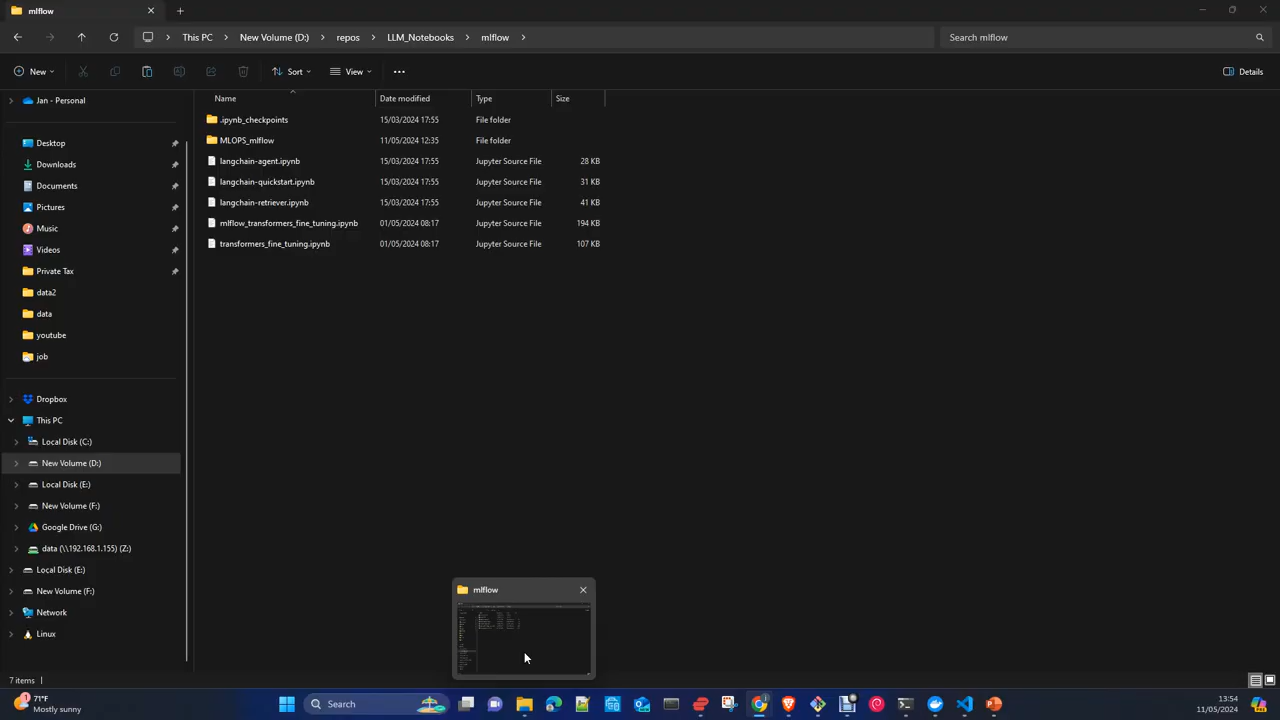 mlflow
This PC
New Volume (D:)
repos
LLM_Notebooks
mlflow
Search mlflow
New
Sort
View
Details
Name
Date modified
Type
Size
.ipynb_checkpoints
15/03/2024 17:55
File folder
MLOPS_mlflow
11/05/2024 12:35
File folder
langchain-agent.ipynb
15/03/2024 17:55
Jupyter Source File
28 KB
langchain-quickstart.ipynb
15/03/2024 17:55
Jupyter Source File
31 KB
langchain-retriever.ipynb
15/03/2024 17:55
Jupyter Source File
41 KB
mlflow_transformers_fine_tuning.ipynb
01/05/2024 08:17
Jupyter Source File
194 KB
transformers_fine_tuning.ipynb
01/05/2024 08:17
Jupyter Source File
107 KB
Jan - Personal
Desktop
Downloads
Documents
Pictures
Music
Videos
Private Tax
data2
data
youtube
job
Dropbox
This PC
Local Disk (C:)
New Volume (D:)
Local Disk (E:)
New Volume (F:)
Google Drive (G:)
data (\\192.168.1.155) (Z:)
Local Disk (E:)
New Volume (F:)
Network
Linux
mlflow
7 items
71°F
Mostly sunny
Search
13:54
11/05/2024